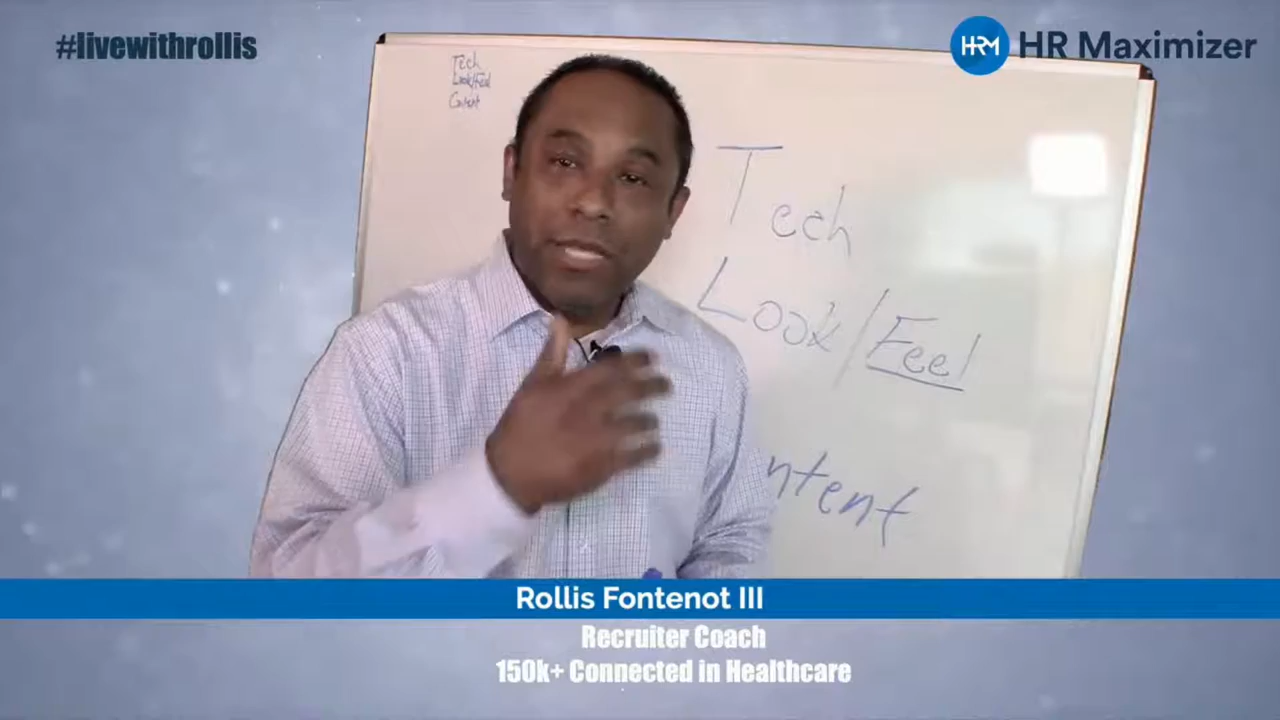 #livewithrollis
HRM HR Maximizer
Tech
Look/Feel
Content
Tech
Look/Feel
ntent
Rollis Fontenot III
Recruiter Coach
150k+ Connected in Healthcare